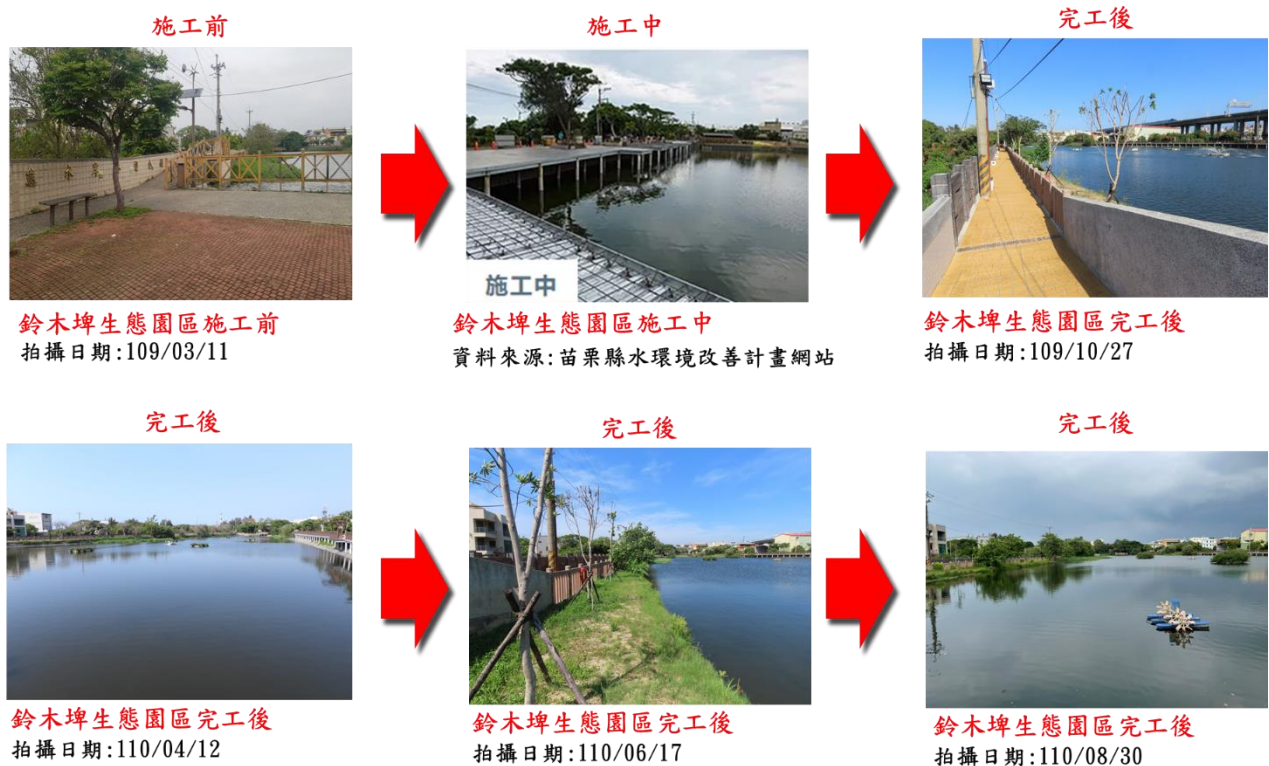 施工前
施工中
完工後
施工中
鈴木埤生態園區施工前
拍攝日期:109/03/11
鈴木埤生態園區施工中
資料來源:苗栗縣水環境改善計畫網站
鈴木埤生態園區完工後
拍攝日期:109/10/27
完工後
完工後
完工後
鈴木埤生態園區完工後
拍攝日期:110/04/12
鈴木埤生態園區完工後
拍攝日期:110/06/17
鈴木埤生態園區完工後
拍攝日期:110/08/30